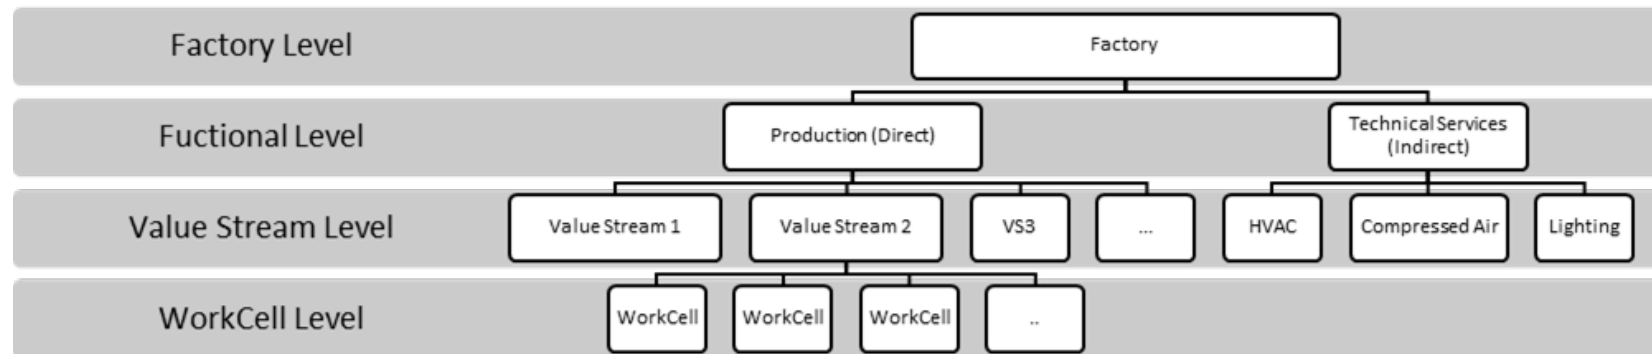 Factory Level
Factory
Fuctional Level
Production (Direct)
Technical Services
(Indirect)
Value Stream Level
Value Stream 1
Value Stream 2
VS3
...
HVAC
Compressed Air
Lighting
WorkCell Level
WorkCell
WorkCell
WorkCell
..